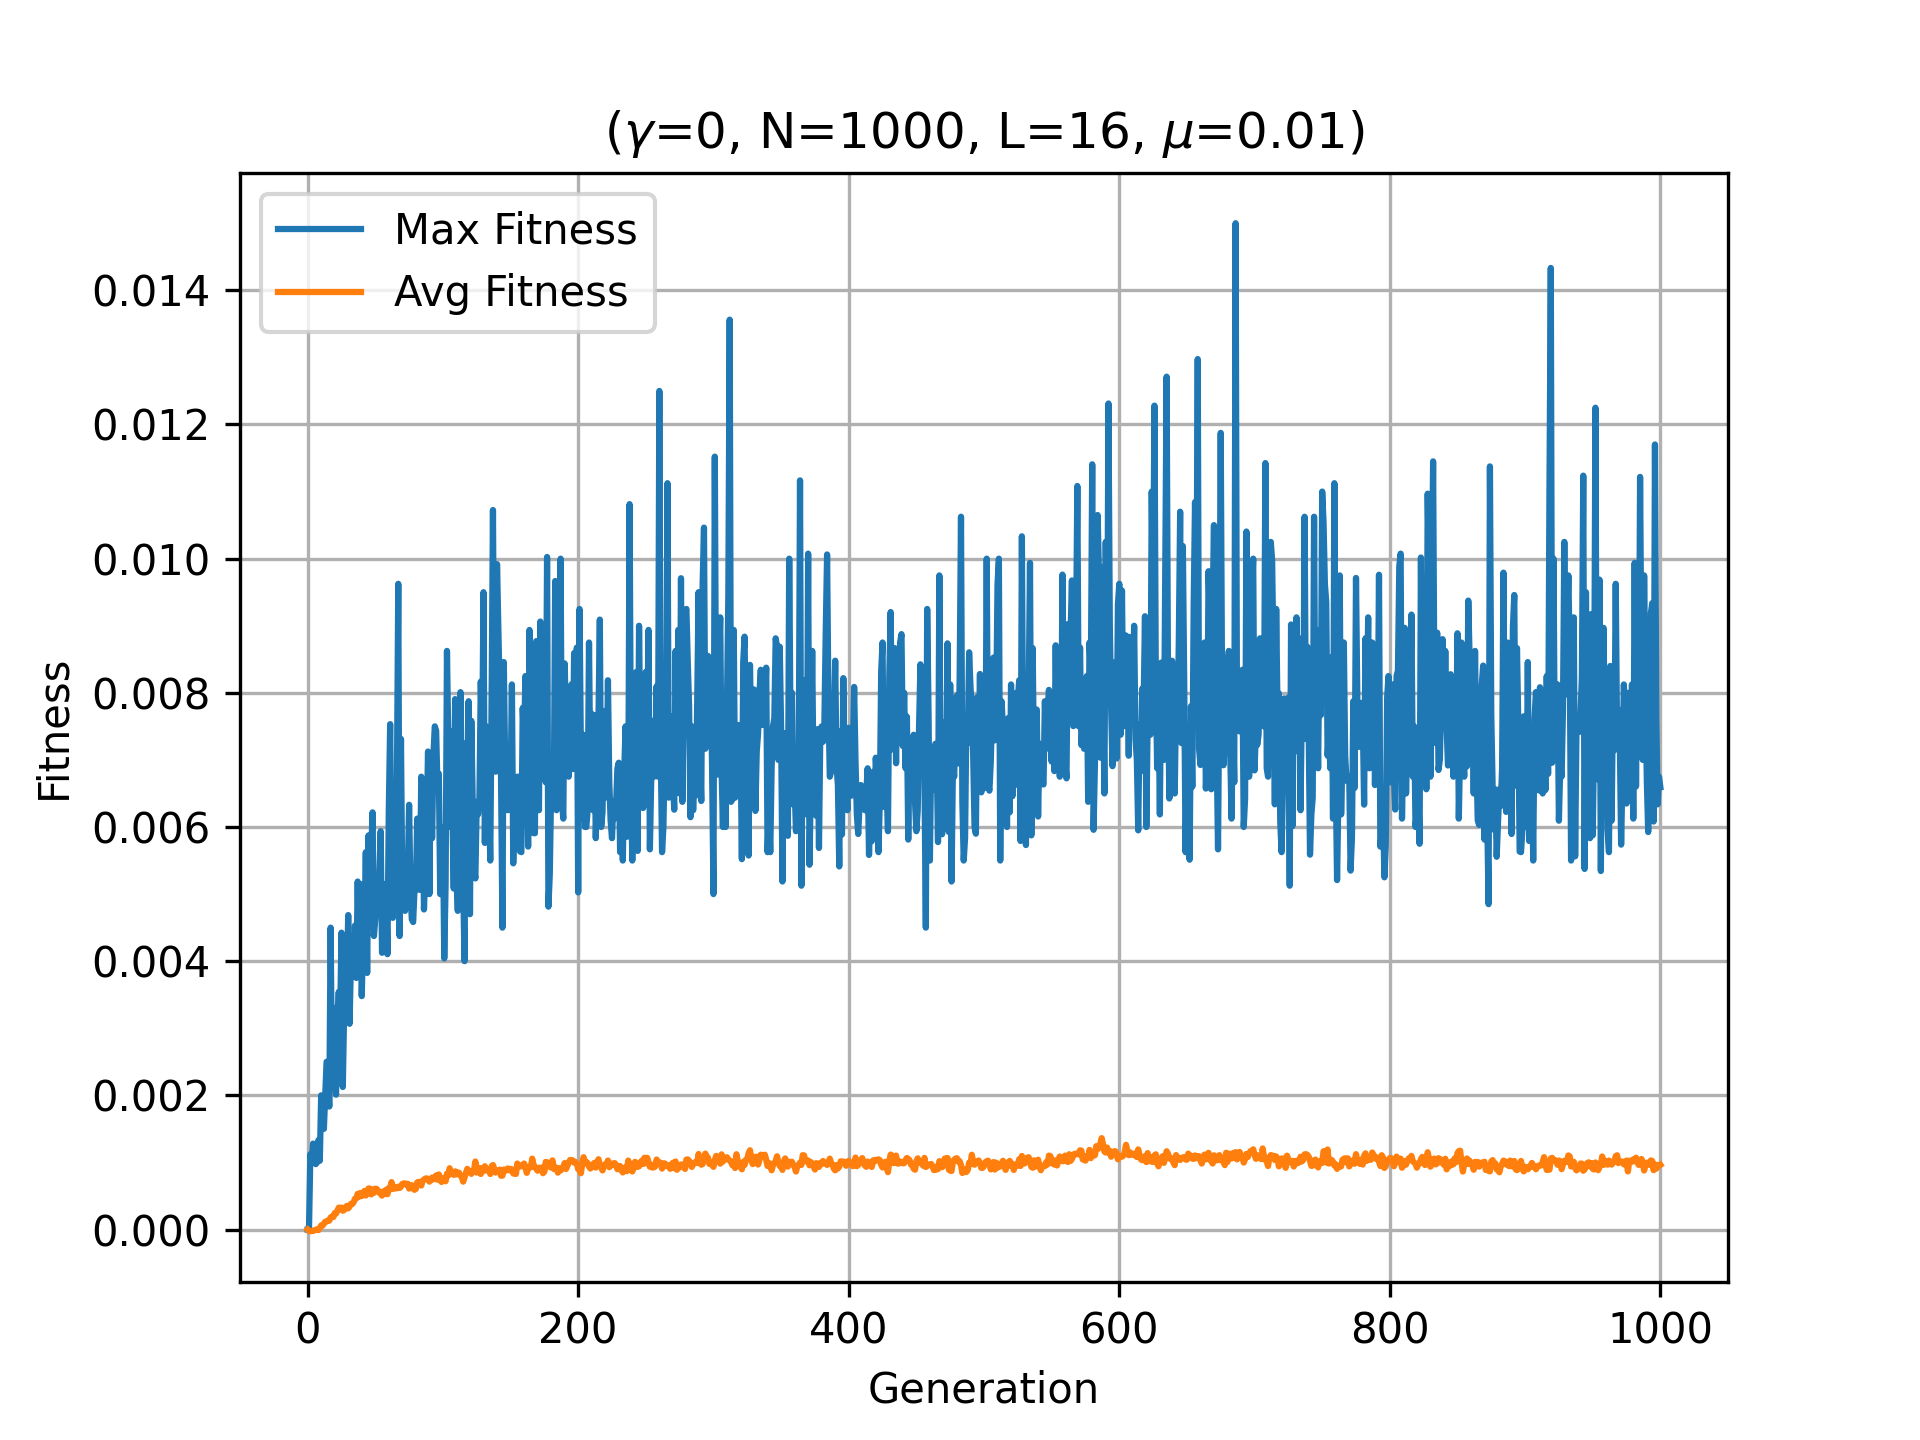 (γ=0, N=1000, L=16, μ=0.01)
Max Fitness
Avg Fitness
0.014
0.012
0.010
0.008
0.006
0.004
0.002
0.000
Fitness
0 200 400 600 800 1000
Generation